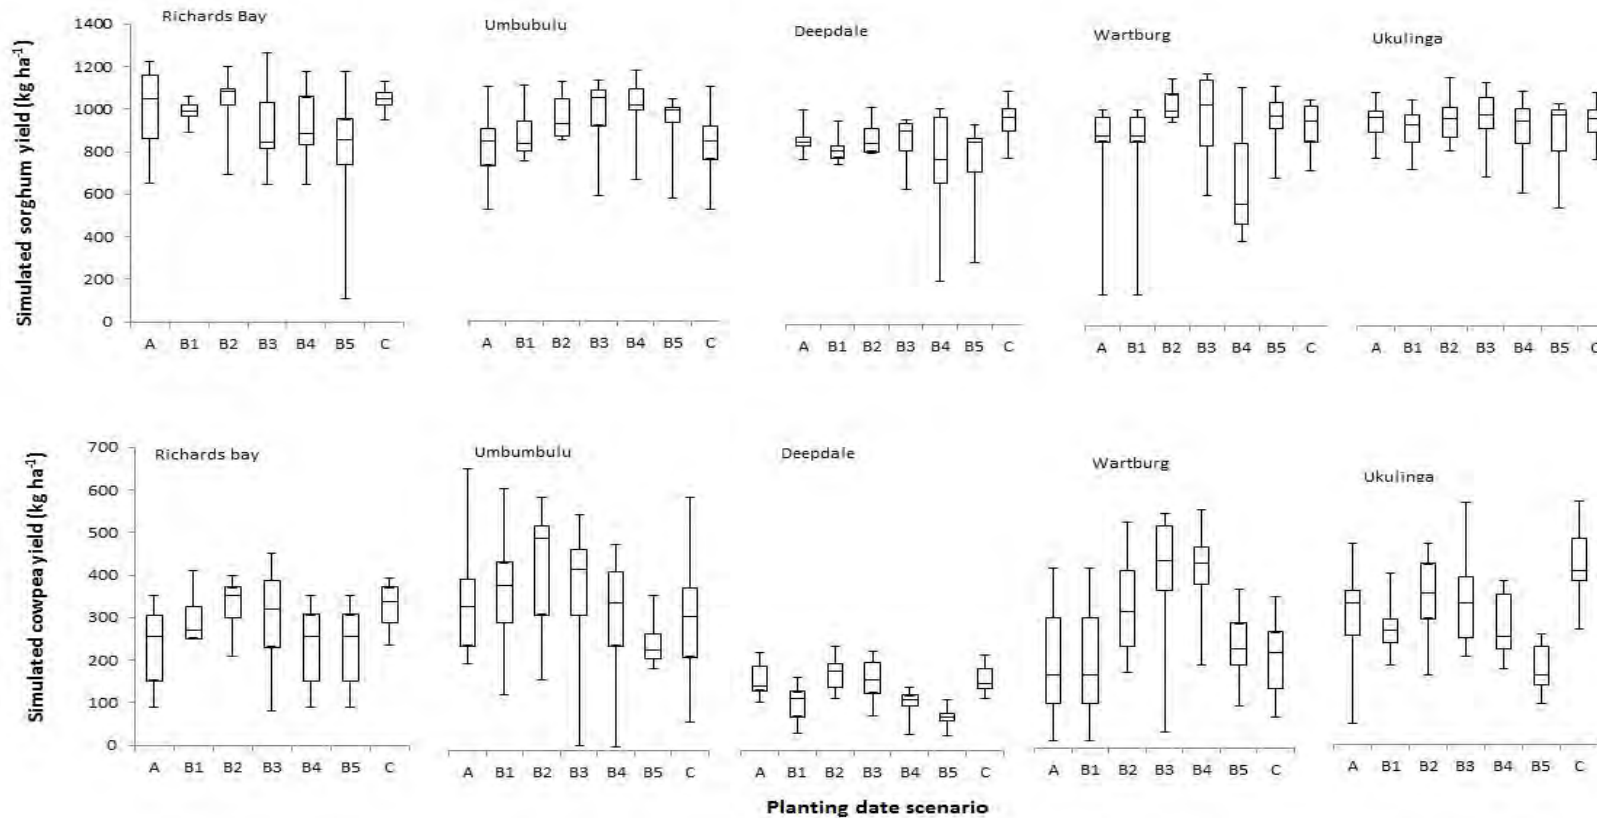 Richards Bay
Umbubulu
Deepdale
Wartburg
Ukulinga
Simulated sorghum yield (kg ha-1)
1400
1200
1000
800
600
400
200
0
A B1 B2 B3 B4 B5 C
A B1 B2 B3 B4 B5 C
A B1 B2 B3 B4 B5 C
A B1 B2 B3 B4 B5 C
A B1 B2 B3 B4 B5 C
Richards bay
Umbumbulu
Deepdale
Wartburg
Ukulinga
Simulated cowpea yield (kg ha-1)
700
600
500
400
300
200
100
0
A B1 B2 B3 B4 B5 C
A B1 B2 B3 B4 B5 C
A B1 B2 B3 B4 B5 C
A B1 B2 B3 B4 B5 C
A B1 B2 B3 B4 B5 C
Planting date scenario